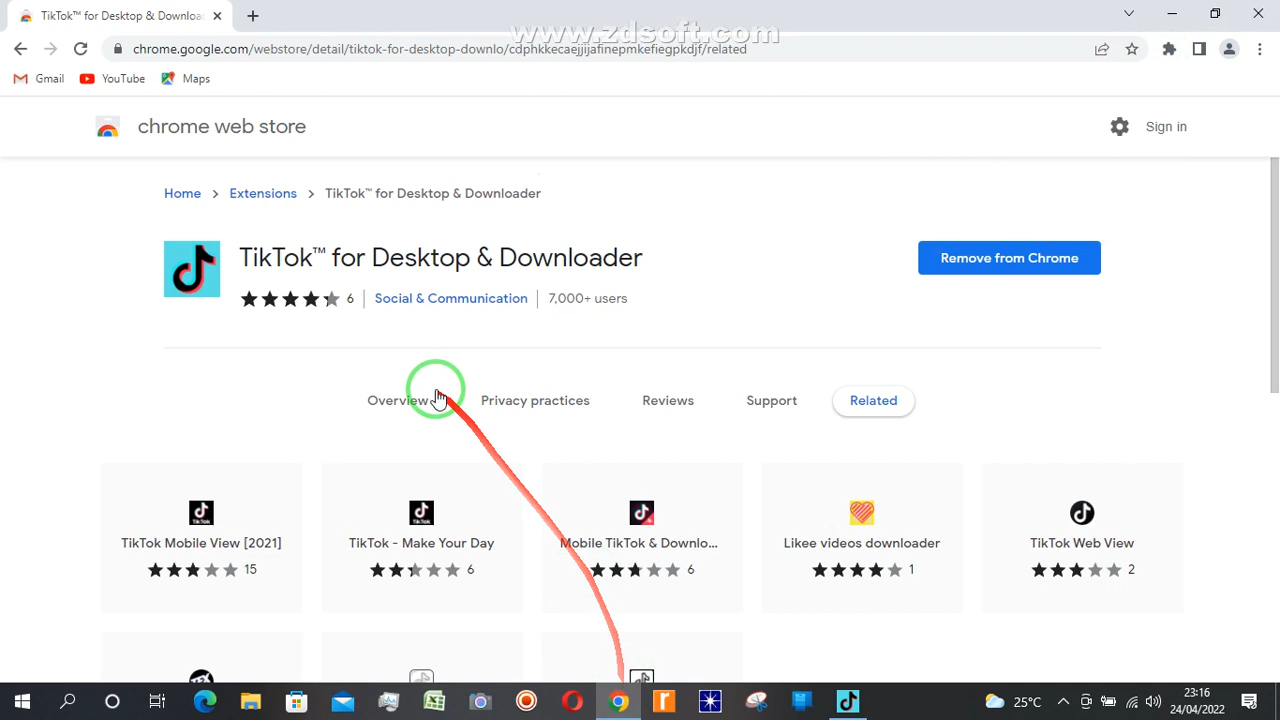 TikTok™ for Desktop & Downloa
www.zdsoft.com
chrome.google.com/webstore/detail/tiktok-for-desktop-downlo/cdphkkecaejjjjafinepmkefiegpkdjf/related
Gmail YouTube Maps
chrome web store Sign in
Home > Extensions > TikTok™ for Desktop & Downloader
TikTok™ for Desktop & Downloader
Remove from Chrome
6 Social & Communication 7,000+ users
Overview Privacy practices Reviews Support Related
TikTok TikTok
TikTok Mobile View [2021] TikTok - Make Your Day Mobile TikTok & Downlo... Likee videos downloader TikTok Web View
15 6 6 1 2
25°C 23:16
24/04/2022